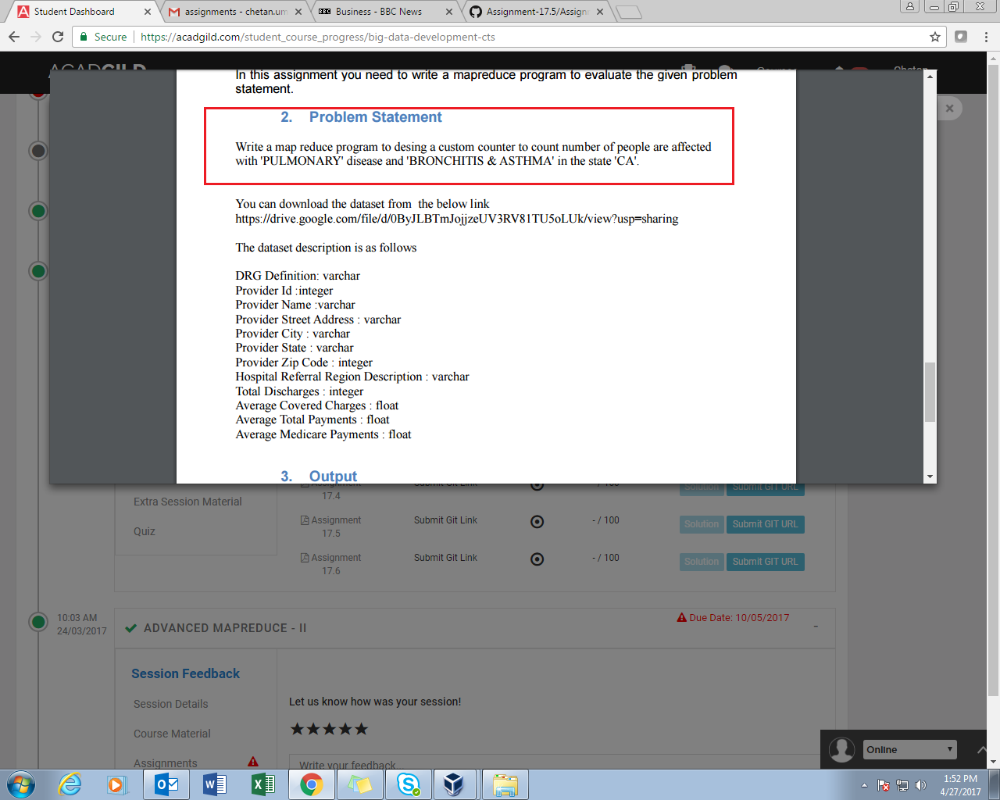 Student Dashboard
assignments - chetan.um
BBC Business - BBC News
Assignment-17.5/Assign
Secure
https://acadgild.com/student_course_progress/big-data-development-cts
In this assignment you need to write a mapreduce program to evaluate the given problem
statement.
2. Problem Statement
Write a map reduce program to desing a custom counter to count number of people are affected
with 'PULMONARY' disease and 'BRONCHITIS & ASTHMA' in the state 'CA'.
You can download the dataset from the below link
https://drive.google.com/file/d/0ByJLBTmJojjzeUV3RV81TU5oLUk/view?usp=sharing
The dataset description is as follows
DRG Definition: varchar
Provider Id :integer
Provider Name :varchar
Provider Street Address : varchar
Provider City : varchar
Provider State : varchar
Provider Zip Code : integer
Hospital Referral Region Description : varchar
Total Discharges : integer
Average Covered Charges : float
Average Total Payments : float
Average Medicare Payments : float
3. Output
Assignment Submit Git Link - / 100 Solution Submit GIT URL
17.4
Extra Session Material
Assignment Submit Git Link - / 100 Solution Submit GIT URL
17.5
Quiz
Assignment Submit Git Link - / 100 Solution Submit GIT URL
17.6
10:03 AM
24/03/2017
ADVANCED MAPREDUCE - II
Due Date: 10/05/2017
Session Feedback
Session Details
Course Material
Assignments
Let us know how was your session!
Write your feedback
Online
1:52 PM
4/27/2017